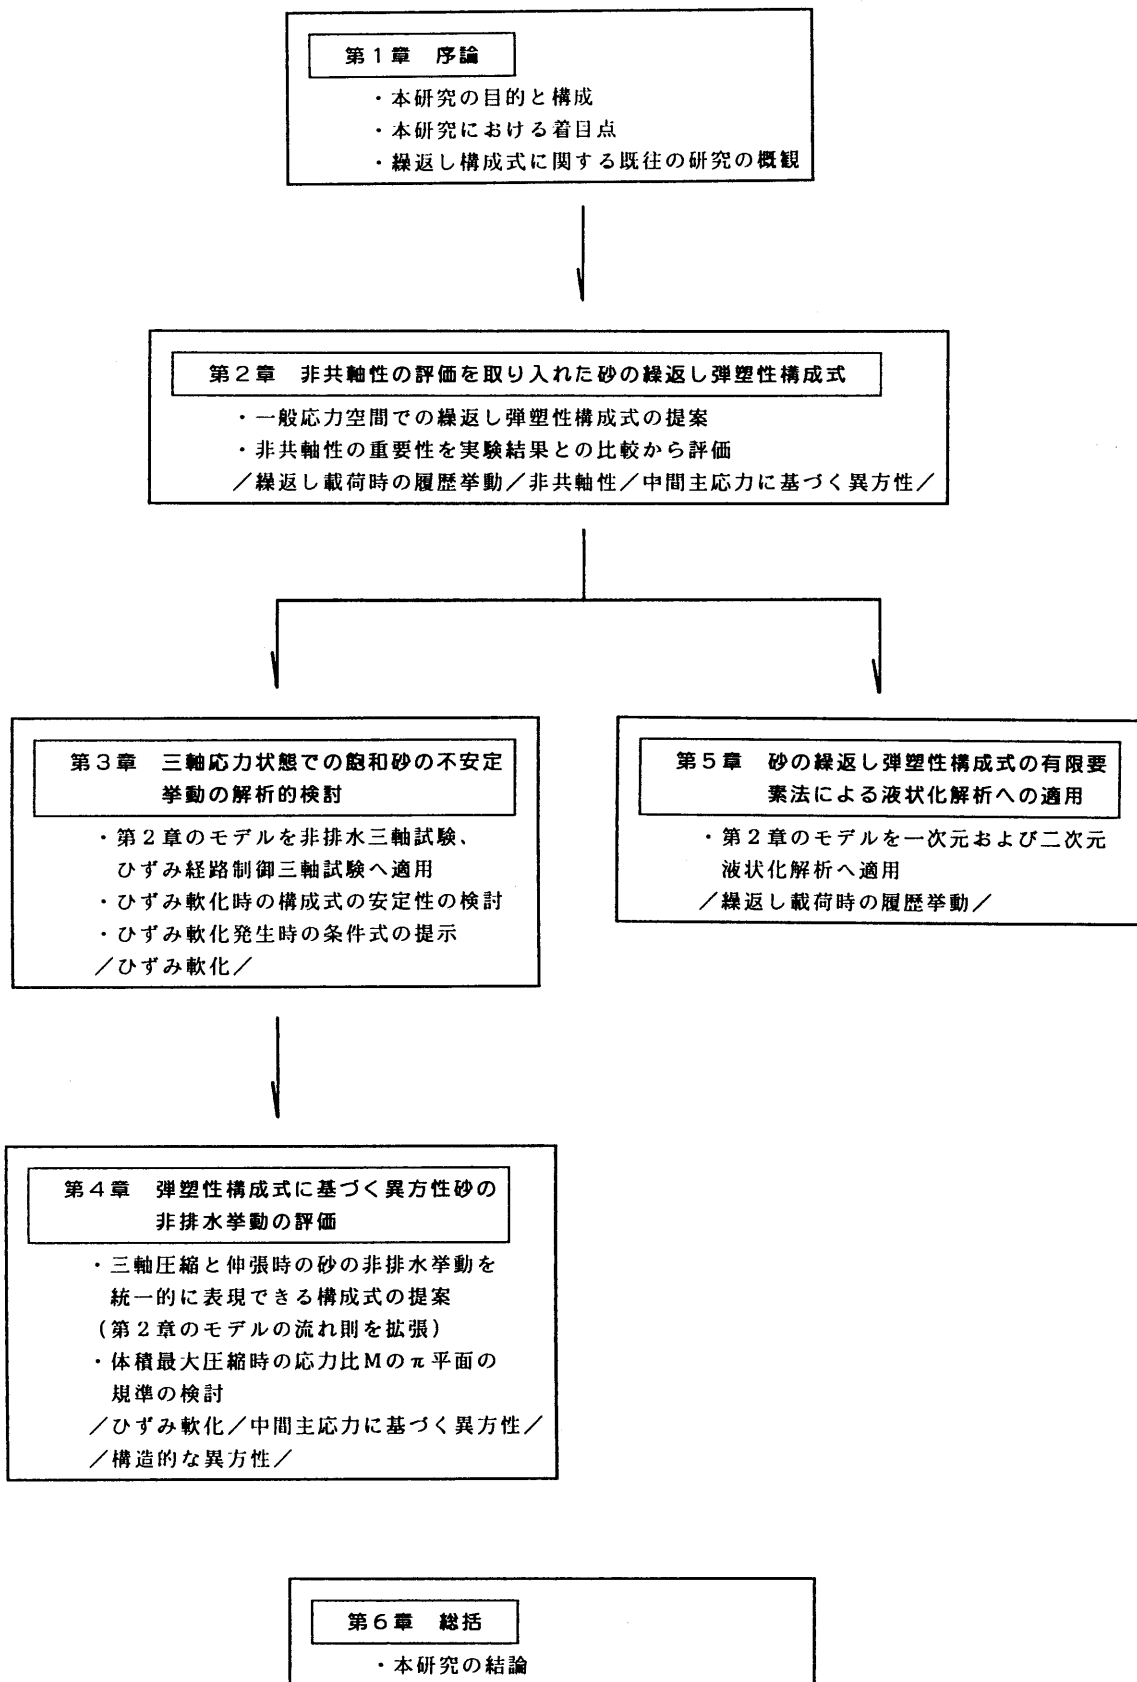 第１章　序論
・本研究の目的と構成
・本研究における着目点
・繰返し構成式に関する既往の研究の概観
第２章　非共軸性の評価を取り入れた砂の繰返し弾塑性構成式
・一般応力空間での繰返し弾塑性構成式の提案
・非共軸性の重要性を実験結果との比較から評価
／繰返し載荷時の履歴挙動／非共軸性／中間主応力に基づく異方性／
第３章　三軸応力状態での飽和砂の不安定
挙動の解析的検討
・第２章のモデルを非排水三軸試験、
ひずみ経路制御三軸試験へ適用
・ひずみ軟化時の構成式の安定性の検討
・ひずみ軟化発生時の条件式の提示
／ひずみ軟化／
第５章　砂の繰返し弾塑性構成式の有限要
素法による液状化解析への適用
・第２章のモデルを一次元および二次元
液状化解析へ適用
／繰返し載荷時の履歴挙動／
第４章　弾塑性構成式に基づく異方性砂の
非排水挙動の評価
・三軸圧縮と伸張時の砂の非排水挙動を
統一的に表現できる構成式の提案
（第２章のモデルの流れ則を拡張）
・体積最大圧縮時の応力比Mのπ平面の
規準の検討
／ひずみ軟化／中間主応力に基づく異方性／
／構造的な異方性／
第６章　総括
・本研究の結論